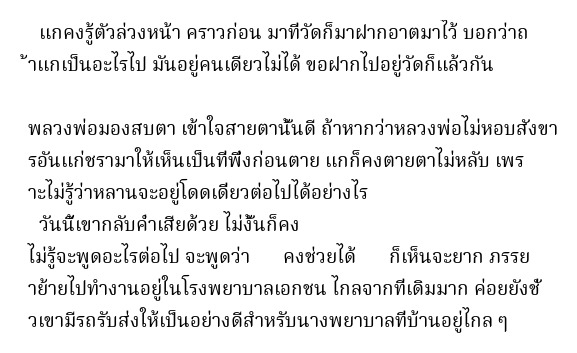 แกคงรู้ตัวล่วงหน้า คราวก่อน มาที่วัดก็มาฝากอาตมาไว้ บอกว่าถ
้าแกเป็นอะไรไป มันอยู่คนเดียวไม่ได้ ขอฝากไปอยู่วัดก็แล้วกัน
พลวงพ่อมองสบตา เข้าใจสายตานั้นดี ถ้าหากว่าหลวงพ่อไม่หอบสังขา
รอันแก่ชรามาให้เห็นเป็นที่พึ่งก่อนตาย แกก็คงตายตาไม่หลับ เพร
าะไม่รู้ว่าหลานจะอยู่โดดเดียวต่อไปได้อย่างไร
วันนี้เขากลับค่ำเสียด้วย ไม่งั้นก็คง
ไม่รู้จะพูดอะไรต่อไป จะพูดว่า คงช่วยได้ ก็เห็นจะยาก ภรรย
าย้ายไปทำงานอยู่ในโรงพยาบาลเอกชน ไกลจากที่เดิมมาก ค่อยยังชั
่วเขามีรถรับส่งให้เป็นอย่างดีสำหรับนางพยาบาลที่บ้านอยู่ไกล ๆ